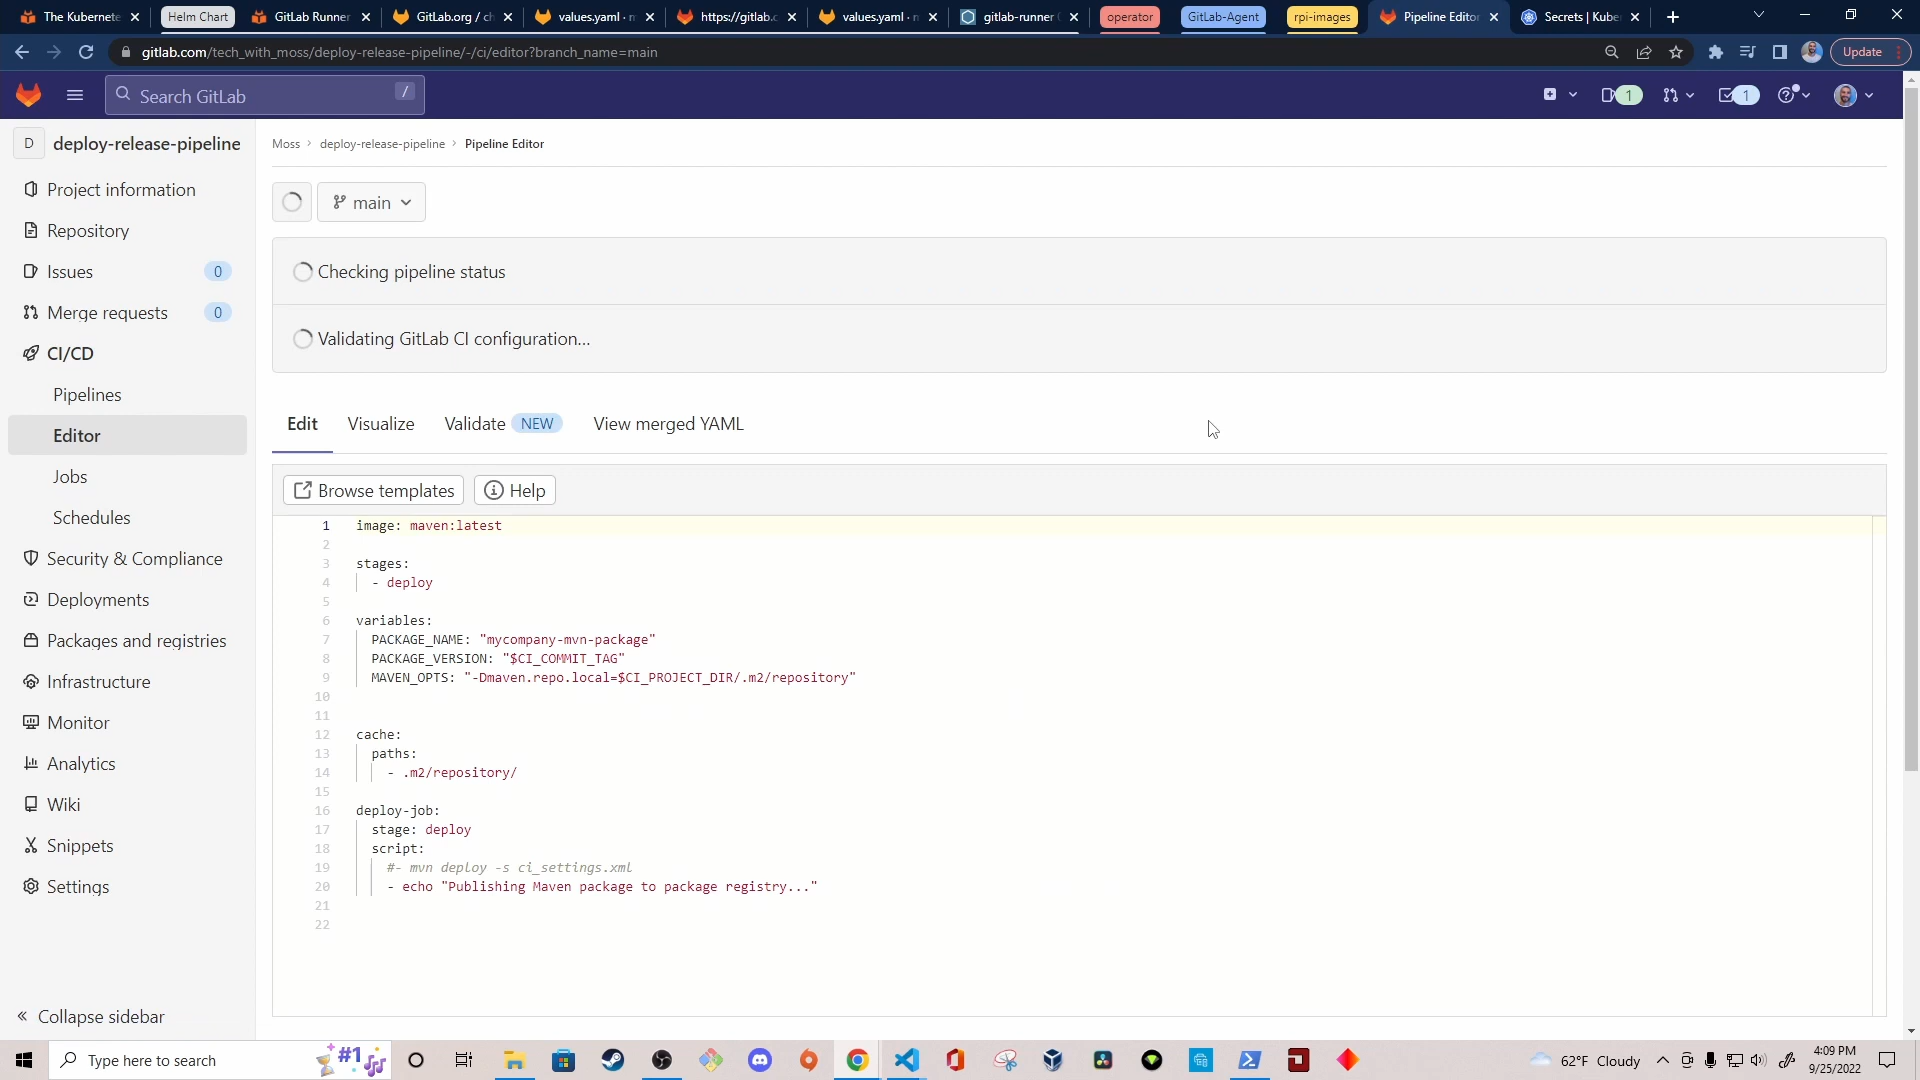 The Kubernete
Helm Chart
GitLab Runner
GitLab.org / ch
values.yaml · m
https://gitlab.c
values.yaml · m
gitlab-runner
operator
GitLab-Agent
rpi-images
Pipeline Editor
Secrets | Kube
gitlab.com/tech_with_moss/deploy-release-pipeline/-/ci/editor?branch_name=main
Update
Search GitLab
/
1
1
D
deploy-release-pipeline
Project information
Repository
Issues 0
Merge requests 0
CI/CD
Pipelines
Editor
Jobs
Schedules
Security & Compliance
Deployments
Packages and registries
Infrastructure
Monitor
Analytics
Wiki
Snippets
Settings
Collapse sidebar
Moss › deploy-release-pipeline › Pipeline Editor
main
Checking pipeline status
Validating GitLab CI configuration...
Edit Visualize Validate NEW View merged YAML
Browse templates Help
1 image: maven:latest
2
3 stages:
4 - deploy
5
6 variables:
7 PACKAGE_NAME: "mycompany-mvn-package"
8 PACKAGE_VERSION: "$CI_COMMIT_TAG"
9 MAVEN_OPTS: "-Dmaven.repo.local=$CI_PROJECT_DIR/.m2/repository"
10
11
12 cache:
13 paths:
14 - .m2/repository/
15
16 deploy-job:
17 stage: deploy
18 script:
19 #- mvn deploy -s ci_settings.xml
20 - echo "Publishing Maven package to package registry..."
21
22
Type here to search
#1
62°F Cloudy
4:09 PM
9/25/2022